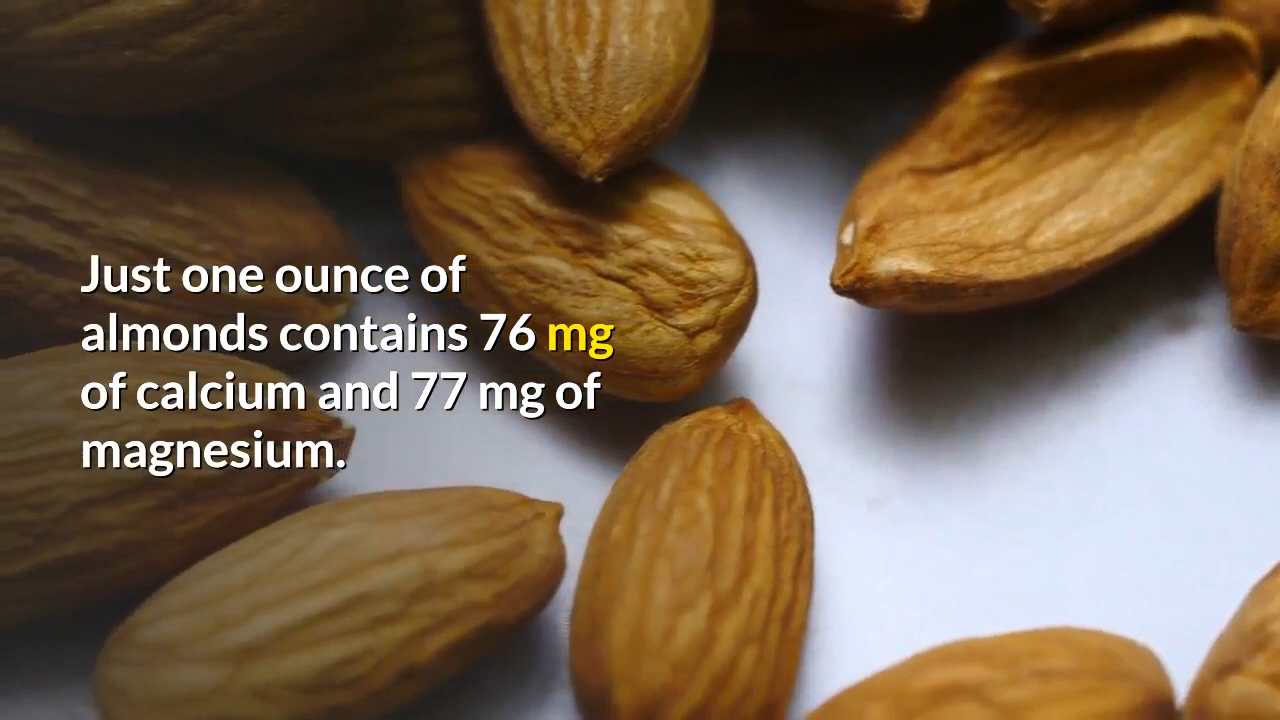 Just one ounce of
almonds contains 76 mg
of calcium and 77 mg of
magnesium.